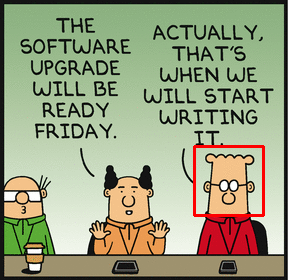 THE
SOFTWARE
UPGRADE
WILL BE
READY
FRIDAY.
ACTUALLY,
THAT'S
WHEN WE
WILL START
WRITING
IT.